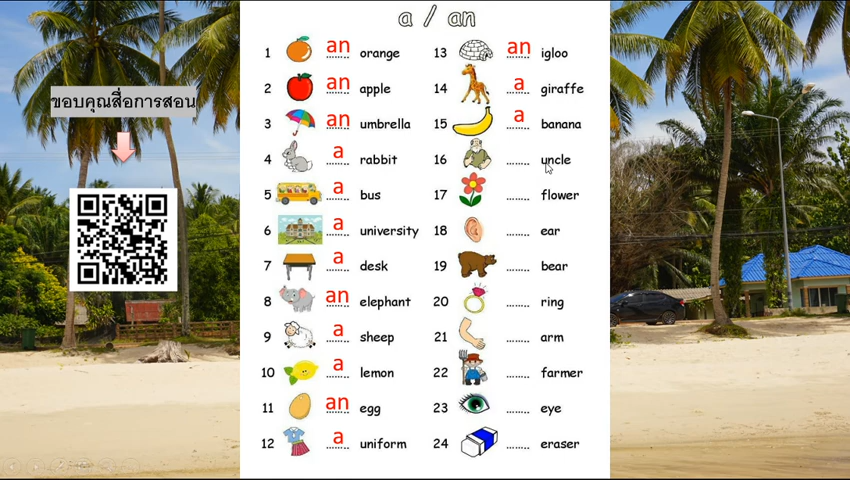 a / an
ขอบคุณสื่อการสอน
1 an orange
2 an apple
3 an umbrella
4 a rabbit
5 a bus
6 a university
7 a desk
8 an elephant
9 a sheep
10 a lemon
11 an egg
12 a uniform
13 an igloo
14 a giraffe
15 a banana
16 ........ uncle
17 ........ flower
18 ........ ear
19 ........ bear
20 ........ ring
21 ........ arm
22 ........ farmer
23 ........ eye
24 ........ eraser